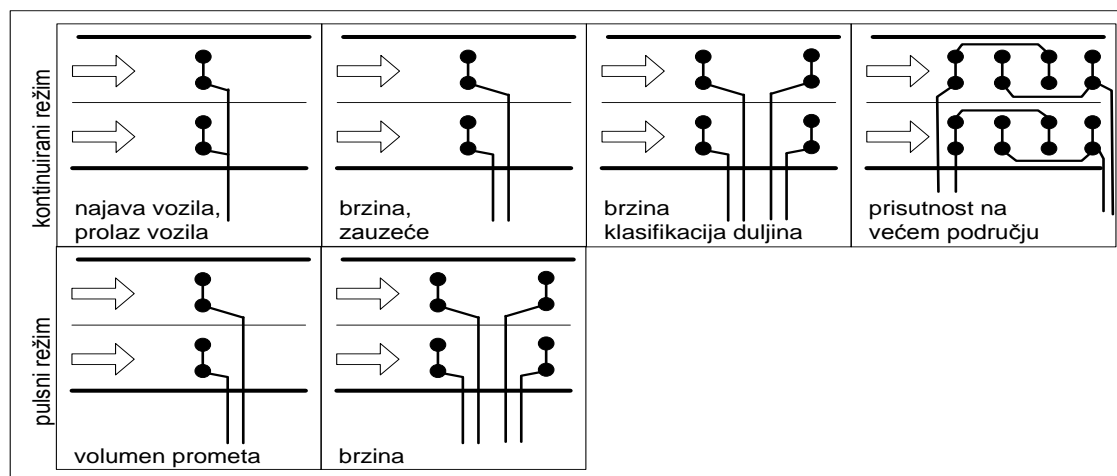 kontinuirani režim
najava vozila,
prolaz vozila
brzina,
zauzeće
brzina
klasifikacija duljina
prisutnost na
većem području
pulsni režim
volumen prometa
brzina